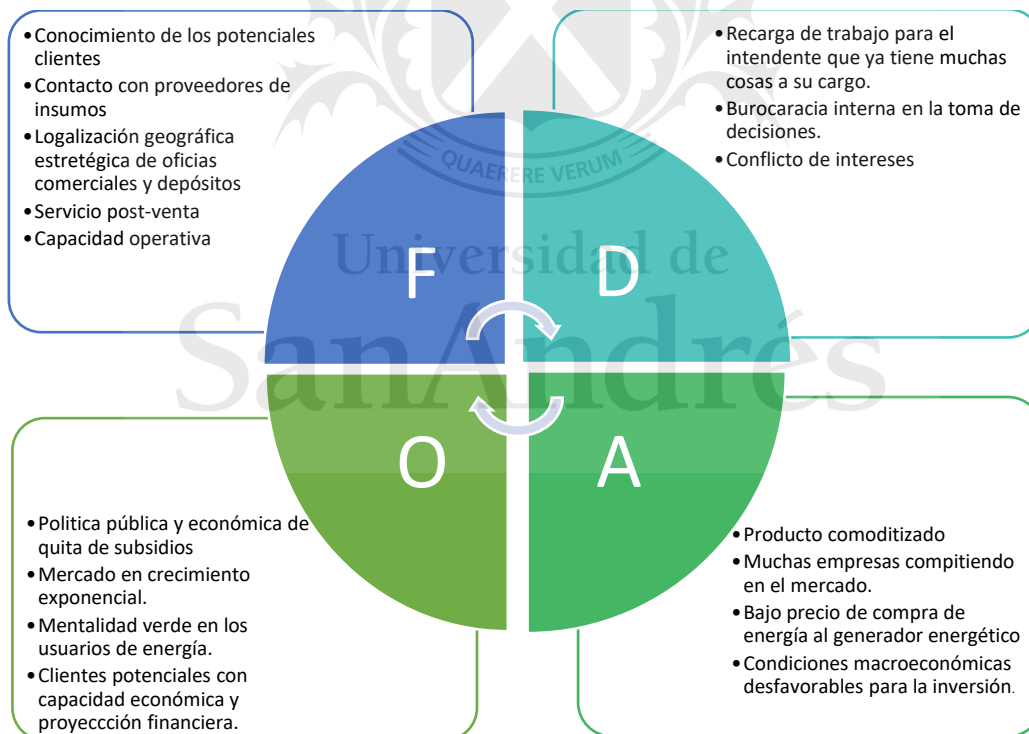 •Conocimiento de los potenciales
clientes
•Contacto con proveedores de
insumos
•Logalización geográfica
estretégica de oficias
comerciales y depósitos
•Servicio post-venta
•Capacidad operativa
•Recarga de trabajo para el
intendente que ya tiene muchas
cosas a su cargo.
•Burocaracia interna en la toma de
decisiones.
•Conflicto de intereses
QUAERERE VERUM
Universidad de
SanAndrés
F
D
O
A
•Politica pública y económica de
quita de subsidios
•Mercado en crecimiento
exponencial.
•Mentalidad verde en los
usuarios de energía.
•Clientes potenciales con
capacidad económica y
proyeccción financiera.
•Producto comoditizado
•Muchas empresas compitiendo
en el mercado.
•Bajo precio de compra de
energía al generador energético
•Condiciones macroeconómicas
desfavorables para la inversión.